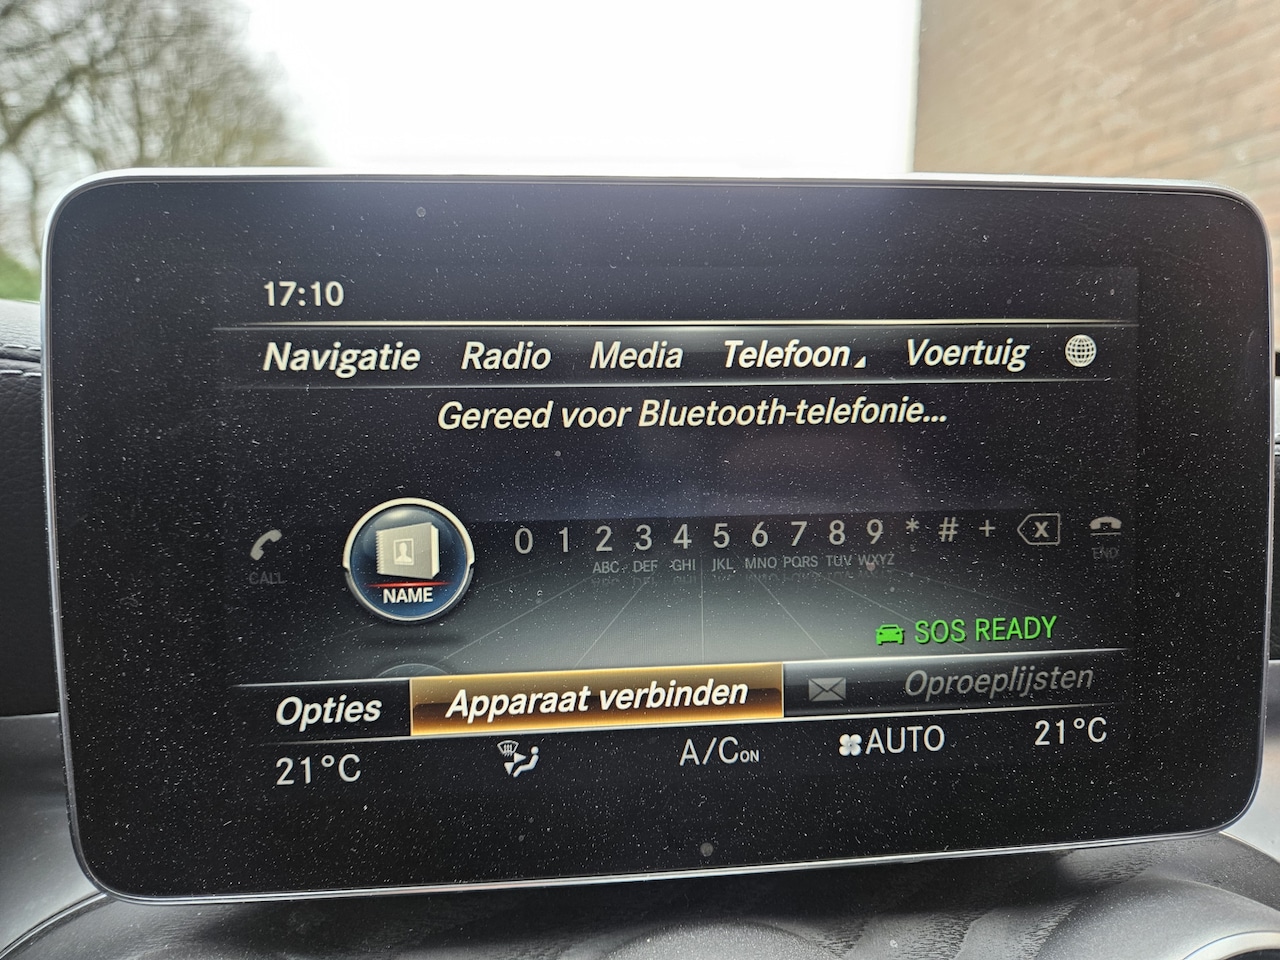 17:10
Navigatie Radio Media Telefoon Voertuig
Gereed voor Bluetooth-telefonie...
CALL NAME 0 1 2 3 4 5 6 7 8 9 * # + X END
ABC DEF GHI JKL MNO PQRS TUV WXYZ
SOS READY
Opties Apparaat verbinden Oproeplijsten
21°C A/C ON AUTO 21°C